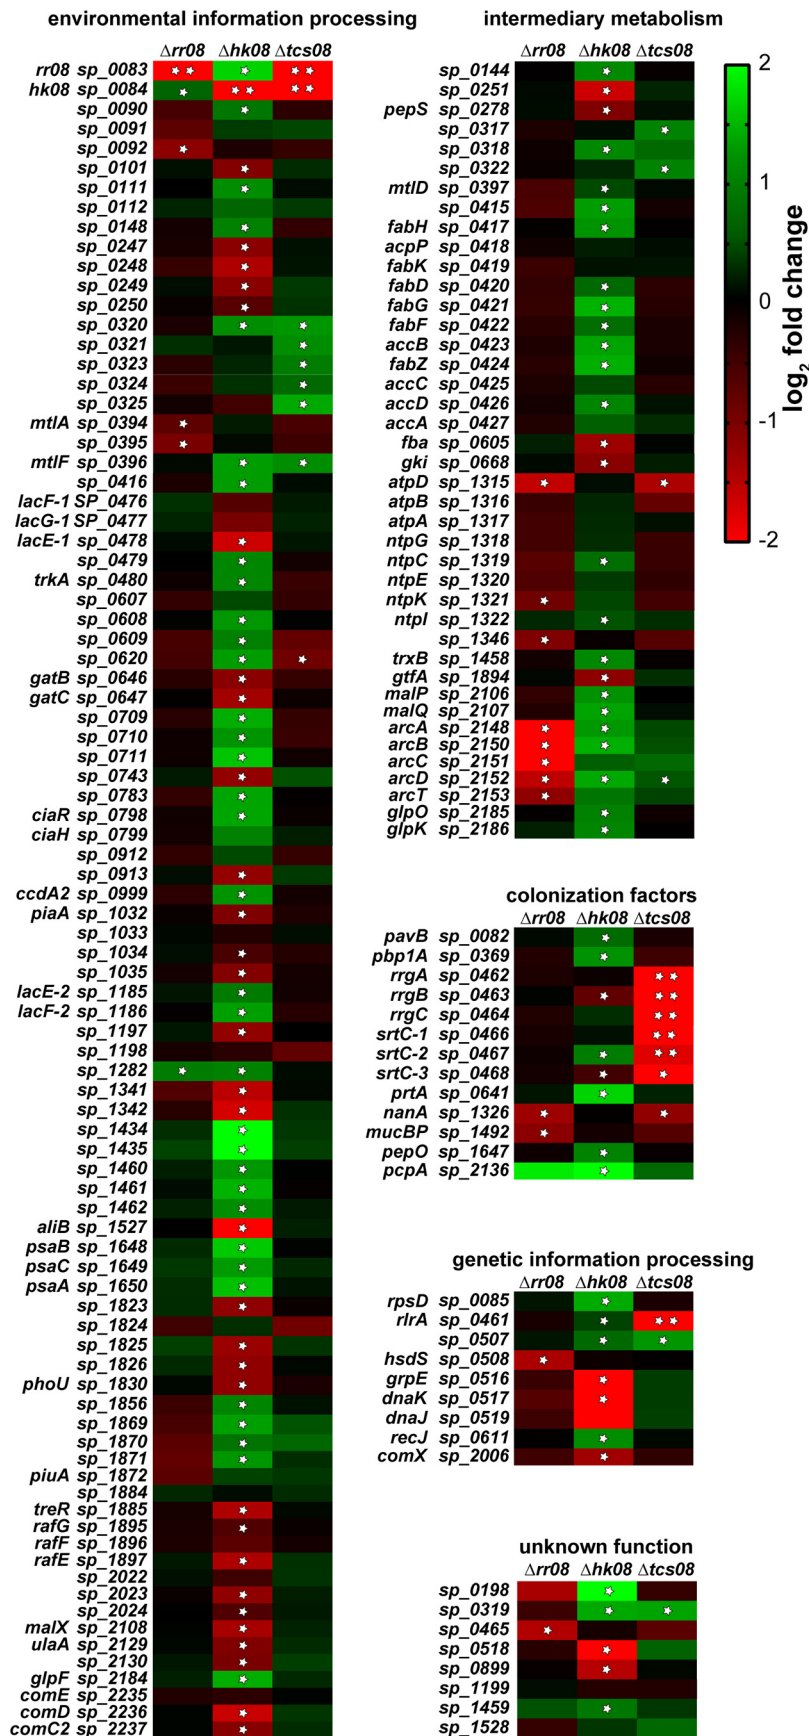 environmental information processing
Δrr08 Δhk08 Δtcs08
rr08 sp_0083
hk08 sp_0084
sp_0090
sp_0091
sp_0092
sp_0101
sp_0111
sp_0112
sp_0148
sp_0247
sp_0248
sp_0249
sp_0250
sp_0320
sp_0321
sp_0323
sp_0324
sp_0325
mtlA sp_0394
sp_0395
mtlF sp_0396
sp_0416
lacF-1 SP_0476
lacG-1 SP_0477
lacE-1 sp_0478
sp_0479
trkA sp_0480
sp_0607
sp_0608
sp_0609
sp_0620
gatB sp_0646
gatC sp_0647
sp_0709
sp_0710
sp_0711
sp_0743
sp_0783
ciaR sp_0798
ciaH sp_0799
sp_0912
sp_0913
ccdA2 sp_0999
piaA sp_1032
sp_1033
sp_1034
sp_1035
lacE-2 sp_1185
lacF-2 sp_1186
sp_1197
sp_1198
sp_1282
sp_1341
sp_1342
sp_1434
sp_1435
sp_1460
sp_1461
sp_1462
aliB sp_1527
psaB sp_1648
psaC sp_1649
psaA sp_1650
sp_1823
sp_1824
sp_1825
sp_1826
phoU sp_1830
sp_1856
sp_1869
sp_1870
sp_1871
piuA sp_1872
sp_1884
treR sp_1885
rafG sp_1895
rafF sp_1896
rafE sp_1897
sp_2022
sp_2023
sp_2024
malX sp_2108
ulaA sp_2129
sp_2130
glpF sp_2184
comE sp_2235
comD sp_2236
comC2 sp_2237
intermediary metabolism
Δrr08 Δhk08 Δtcs08
sp_0144
sp_0251
pepS sp_0278
sp_0317
sp_0318
sp_0322
mtlD sp_0397
sp_0415
fabH sp_0417
acpP sp_0418
fabK sp_0419
fabD sp_0420
fabG sp_0421
fabF sp_0422
accB sp_0423
fabZ sp_0424
accC sp_0425
accD sp_0426
accA sp_0427
fba sp_0605
gki sp_0668
atpD sp_1315
atpB sp_1316
atpA sp_1317
ntpG sp_1318
ntpC sp_1319
ntpE sp_1320
ntpK sp_1321
ntpI sp_1322
sp_1346
trxB sp_1458
gtfA sp_1894
malP sp_2106
malQ sp_2107
arcA sp_2148
arcB sp_2150
arcC sp_2151
arcD sp_2152
arcT sp_2153
glpO sp_2185
glpK sp_2186
2
1
0
-1
-2
log2 fold change
colonization factors
Δrr08 Δhk08 Δtcs08
pavB sp_0082
pbp1A sp_0369
rrgA sp_0462
rrgB sp_0463
rrgC sp_0464
srtC-1 sp_0466
srtC-2 sp_0467
srtC-3 sp_0468
prtA sp_0641
nanA sp_1326
mucBP sp_1492
pepO sp_1647
pcpA sp_2136
genetic information processing
Δrr08 Δhk08 Δtcs08
rpsD sp_0085
rlrA sp_0461
sp_0507
hsdS sp_0508
grpE sp_0516
dnaK sp_0517
dnaJ sp_0519
recJ sp_0611
comX sp_2006
unknown function
Δrr08 Δhk08 Δtcs08
sp_0198
sp_0319
sp_0465
sp_0518
sp_0899
sp_1199
sp_1459
sp_1528